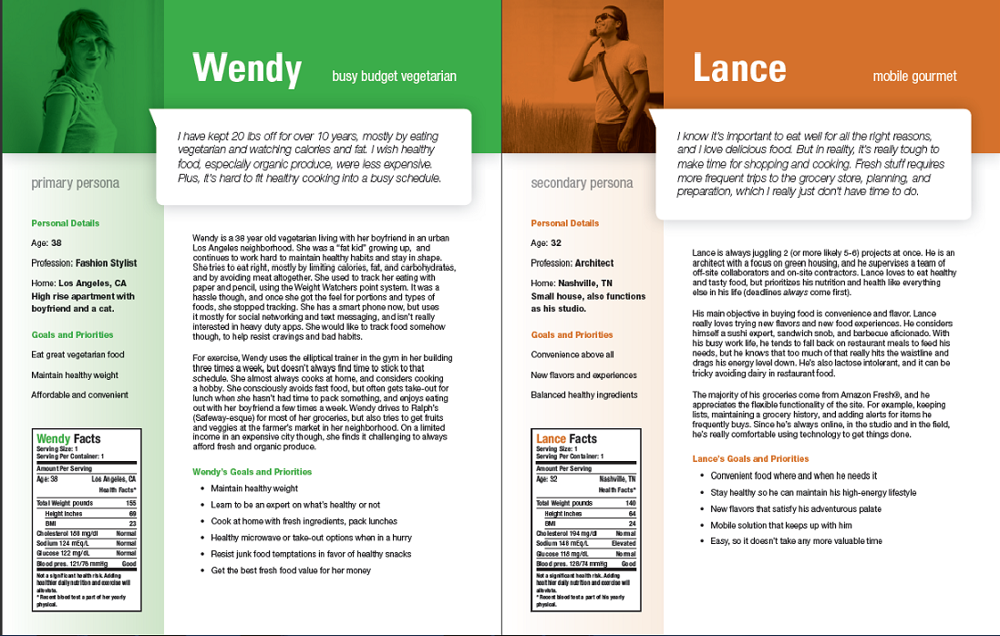 Wendy
busy budget vegetarian
I have kept 20 lbs off for over 10 years, mostly by eating
vegetarian and watching calories and fat. I wish healthy
food, especially organic produce, were less expensive.
Plus, it's hard to fit healthy cooking into a busy schedule.
primary persona
Personal Details
Age: 38
Profession: Fashion Stylist
Home: Los Angeles, CA
High rise apartment with
boyfriend and a cat.
Goals and Priorities
Eat great vegetarian food
Maintain healthy weight
Affordable and convenient
Wendy Facts
Serving Size: 1
Serving Per Container: 1
Amount Per Serving
Age: 38 Los Angeles, CA
Health Facts*
Total Weight pounds 155
Height inches 69
BMI 23
Cholesterol 188 mg/dl Normal
Sodium 124 mEq/L Normal
Glucose 122 mg/dL Normal
Blood pres. 121/76 mmHg Good
Not a significant health risk. Adding
healthier daily nutrition and exercise will
alleviate.
* Recent blood test a part of her yearly
physical.
Wendy is a 38 year old vegetarian living with her boyfriend in an urban
Los Angeles neighborhood. She was a "fat kid" growing up, and
continues to work hard to maintain healthy habits and stay in shape.
She tries to eat right, mostly by limiting calories, fat, and carbohydrates,
and by avoiding meat altogether. She used to track her eating with
paper and pencil, using the Weight Watchers point system. It was a
hassle though, and once she got the feel for portions and types of
foods, she stopped tracking. She has a smart phone now, but uses
it mostly for social networking and text messaging, and isn't really
interested in heavy duty apps. She would like to track food somehow
though, to help resist cravings and bad habits.
For exercise, Wendy uses the elliptical trainer in the gym in her building
three times a week, but doesn't always find time to stick to that
schedule. She almost always cooks at home, and considers cooking
a hobby. She consciously avoids fast food, but often gets take-out for
lunch when she hasn't had time to pack something, and enjoys eating
out with her boyfriend a few times a week. Wendy drives to Ralph's
(Safeway-esque) for most of her groceries, but also tries to get fruits
and veggies at the farmer's market in her neighborhood. On a limited
income in an expensive city though, she finds it challenging to always
afford fresh and organic produce.
Wendy's Goals and Priorities
• Maintain healthy weight
• Learn to be an expert on what's healthy or not
• Cook at home with fresh ingredients, pack lunches
• Healthy microwave or take-out options when in a hurry
• Resist junk food temptations in favor of healthy snacks
• Get the best fresh food value for her money
Lance
mobile gourmet
I know it's important to eat well for all the right reasons,
and I love delicious food. But in reality, it's really tough to
make time for shopping and cooking. Fresh stuff requires
more frequent trips to the grocery store, planning, and
preparation, which I really just don't have time to do.
secondary persona
Personal Details
Age: 32
Profession: Architect
Home: Nashville, TN
Small house, also functions
as his studio.
Goals and Priorities
Convenience above all
New flavors and experiences
Balanced healthy ingredients
Lance Facts
Serving Size: 1
Serving Per Container: 1
Amount Per Serving
Age: 32 Nashville, TN
Health Facts*
Total Weight pounds 140
Height inches 64
BMI 24
Cholesterol 194 mg/dl Normal
Sodium 148 mEq/L Elevated
Glucose 118 mg/dL Normal
Blood pres. 128/74 mmHg Good
Not a significant health risk. Adding
healthier daily nutrition and exercise will
alleviate.
* Recent blood test a part of his yearly
physical.
Lance is always juggling 2 (or more likely 5-6) projects at once. He is an
architect with a focus on green housing, and he supervises a team of
off-site collaborators and on-site contractors. Lance loves to eat healthy
and tasty food, but prioritizes his nutrition and health like everything
else in his life (deadlines always come first).
His main objective in buying food is convenience and flavor. Lance
really loves trying new flavors and new food experiences. He considers
himself a sushi expert, sandwich snob, and barbecue aficionado. With
his busy work life, he tends to fall back on restaurant meals to feed his
needs, but he knows that too much of that really hits the waistline and
drags his energy level down. He's also lactose intolerant, and it can be
tricky avoiding dairy in restaurant food.
The majority of his groceries come from Amazon Fresh®, and he
appreciates the flexible functionality of the site. For example, keeping
lists, maintaining a grocery history, and adding alerts for items he
frequently buys. Since he's always online, in the studio and in the field,
he's really comfortable using technology to get things done.
Lance's Goals and Priorities
• Convenient food where and when he needs it
• Stay healthy so he can maintain his high-energy lifestyle
• New flavors that satisfy his adventurous palate
• Mobile solution that keeps up with him
• Easy, so it doesn't take any more valuable time